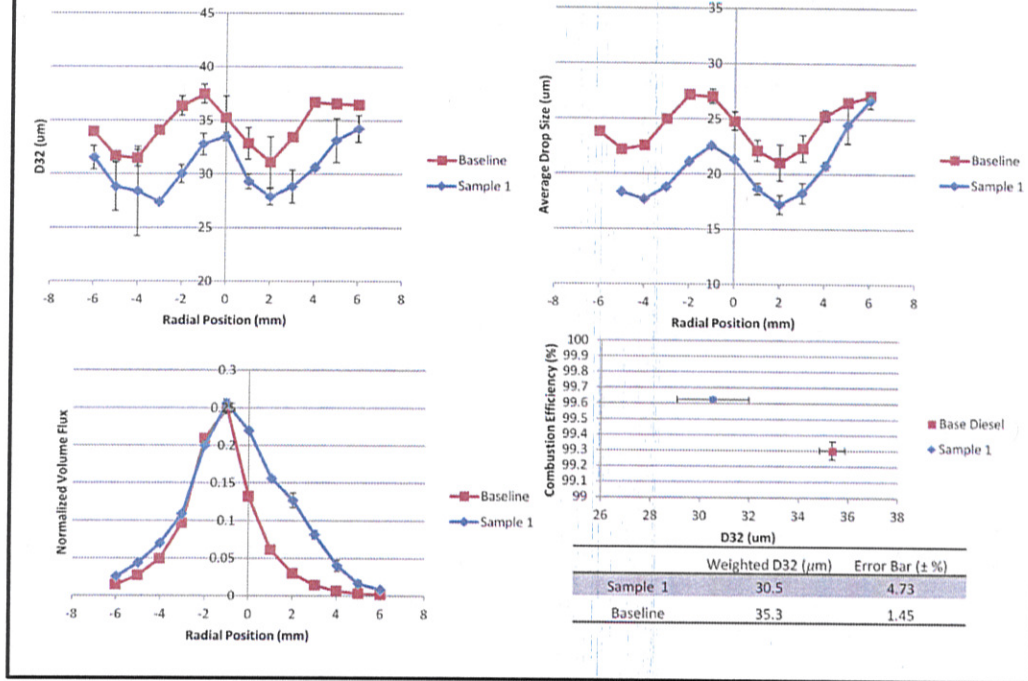 45
40
35
30
25
20
D32 (um)
-8 -6 -4 -2 0 2 4 6 8
Radial Position (mm)
Baseline
Sample 1
35
30
25
20
15
10
Average Drop Size (um)
-8 -6 -4 -2 0 2 4 6 8
Radial Position (mm)
Baseline
Sample 1
0.3
0.25
0.2
0.15
0.1
0.05
0
Normalized Volume Flux
-8 -6 -4 -2 0 2 4 6 8
Radial Position (mm)
Baseline
Sample 1
100
99.9
99.8
99.7
99.6
99.5
99.4
99.3
99.2
99.1
99
Combustion Efficiency (%)
26 28 30 32 34 36 38
D32 (um)
Base Diesel
Sample 1
Weighted D32 (μm) Error Bar (± %)
Sample 1 30.5 4.73
Baseline 35.3 1.45